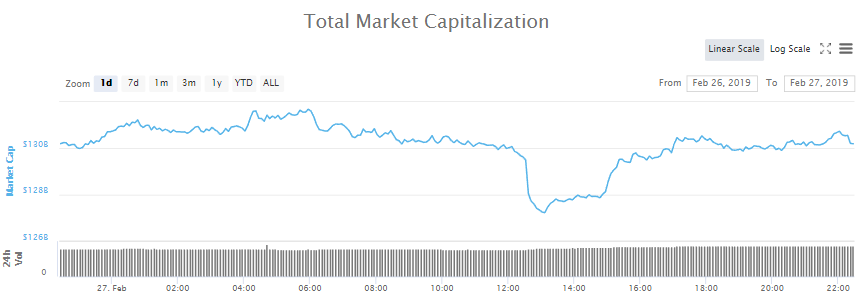 Total Market Capitalization
Linear Scale Log Scale
Zoom 1d 7d 1m 3m 1y YTD ALL From Feb 26, 2019 To Feb 27, 2019
$130B
Market Cap
$128B
$126B
24h Vol
0
27. Feb 02:00 04:00 06:00 08:00 10:00 12:00 14:00 16:00 18:00 20:00 22:00